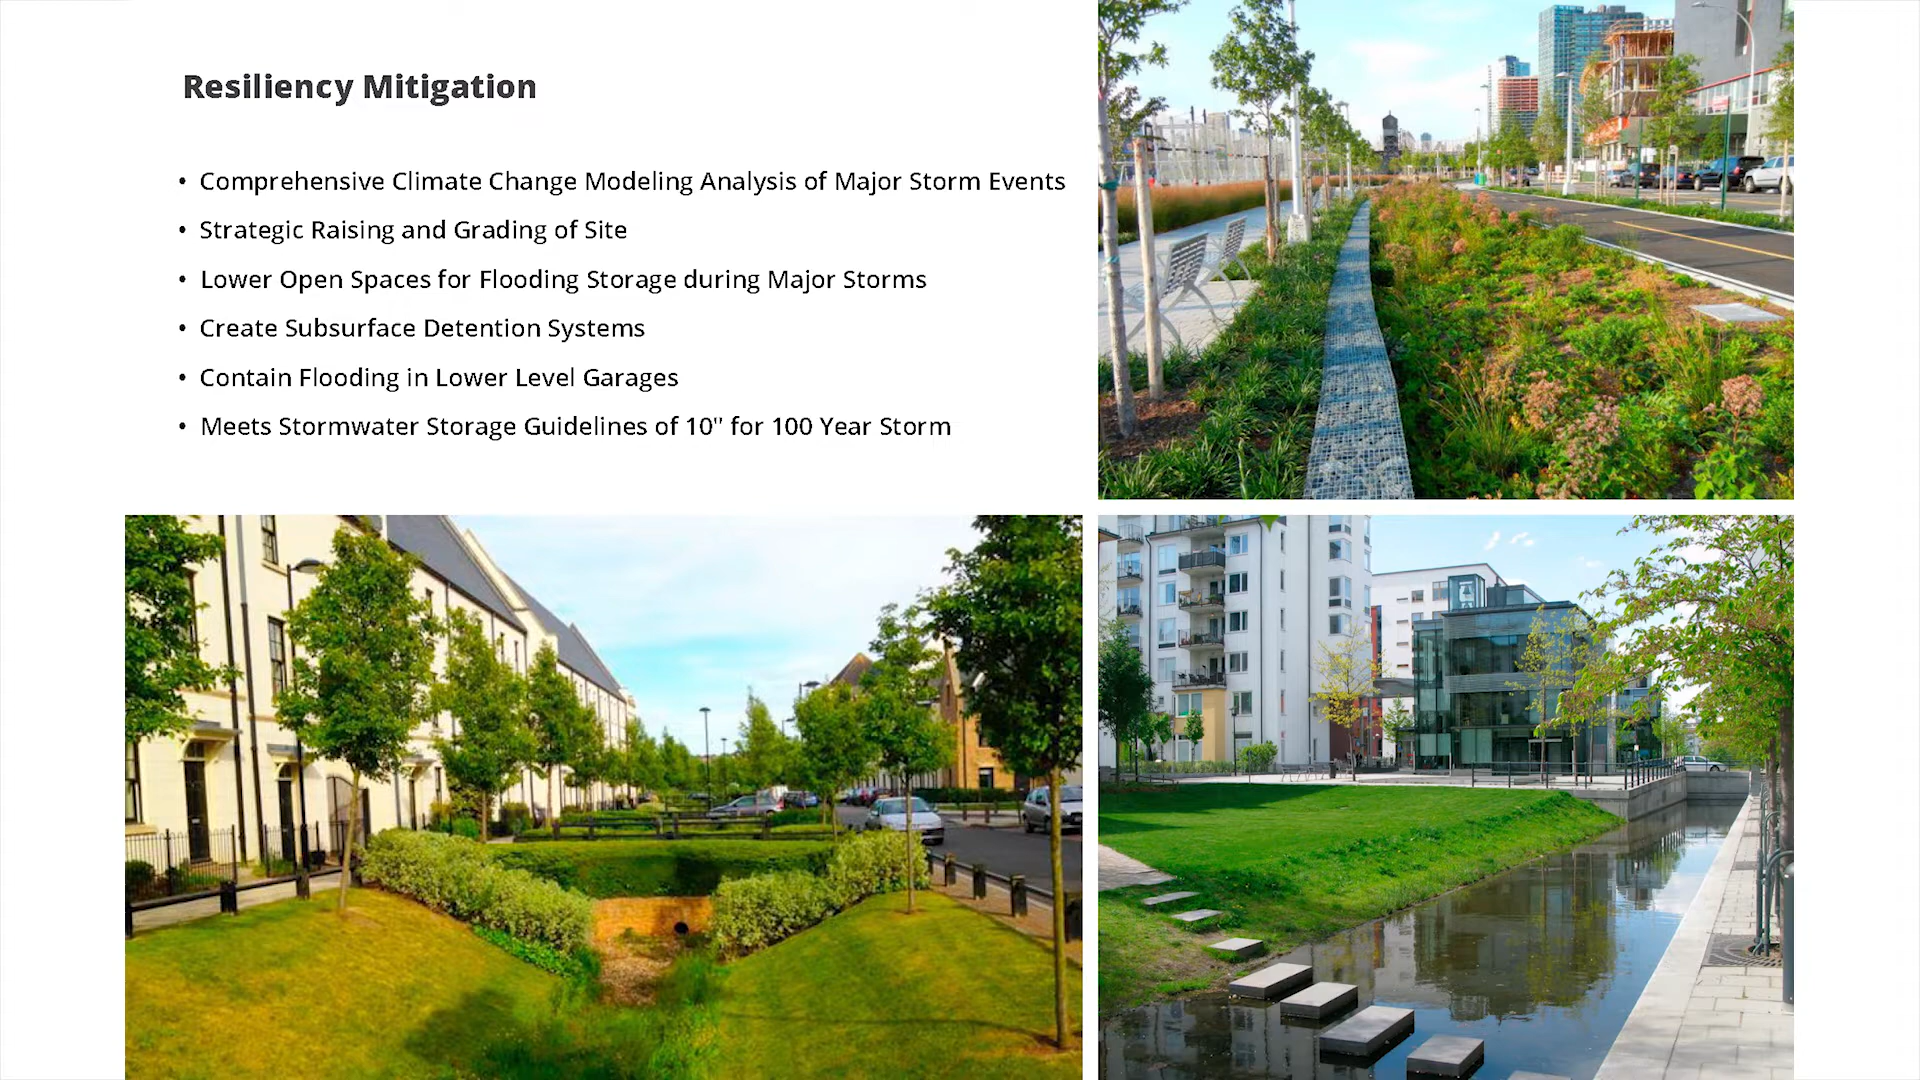 Resiliency Mitigation
• Comprehensive Climate Change Modeling Analysis of Major Storm Events
• Strategic Raising and Grading of Site
• Lower Open Spaces for Flooding Storage during Major Storms
• Create Subsurface Detention Systems
• Contain Flooding in Lower Level Garages
• Meets Stormwater Storage Guidelines of 10" for 100 Year Storm